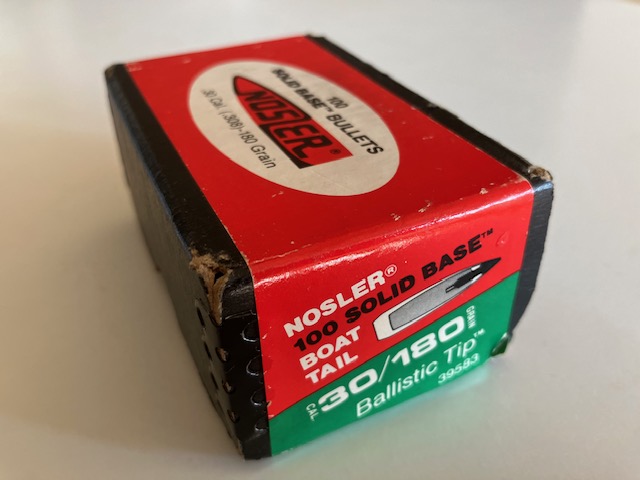 100
SOLID BASE™ BULLETS
NOSLER®
.30 Cal. (.308)-180 Grain
NOSLER®
100 SOLID BASE™
BOAT
TAIL
CAL. 30/180 GRAIN
Ballistic Tip™
39583